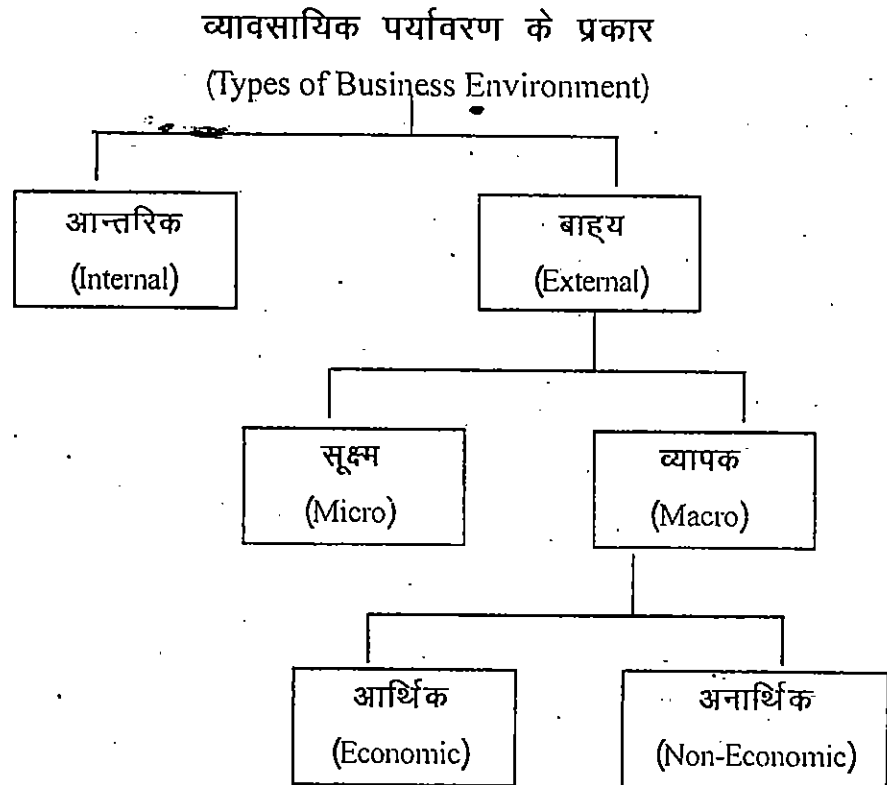 व्यावसायिक पर्यावरण के प्रकार
(Types of Business Environment)
आन्तरिक
(Internal)
बाह्य
(External)
सूक्ष्म
(Micro)
व्यापक
(Macro)
आर्थिक
(Economic)
अनार्थिक
(Non-Economic)